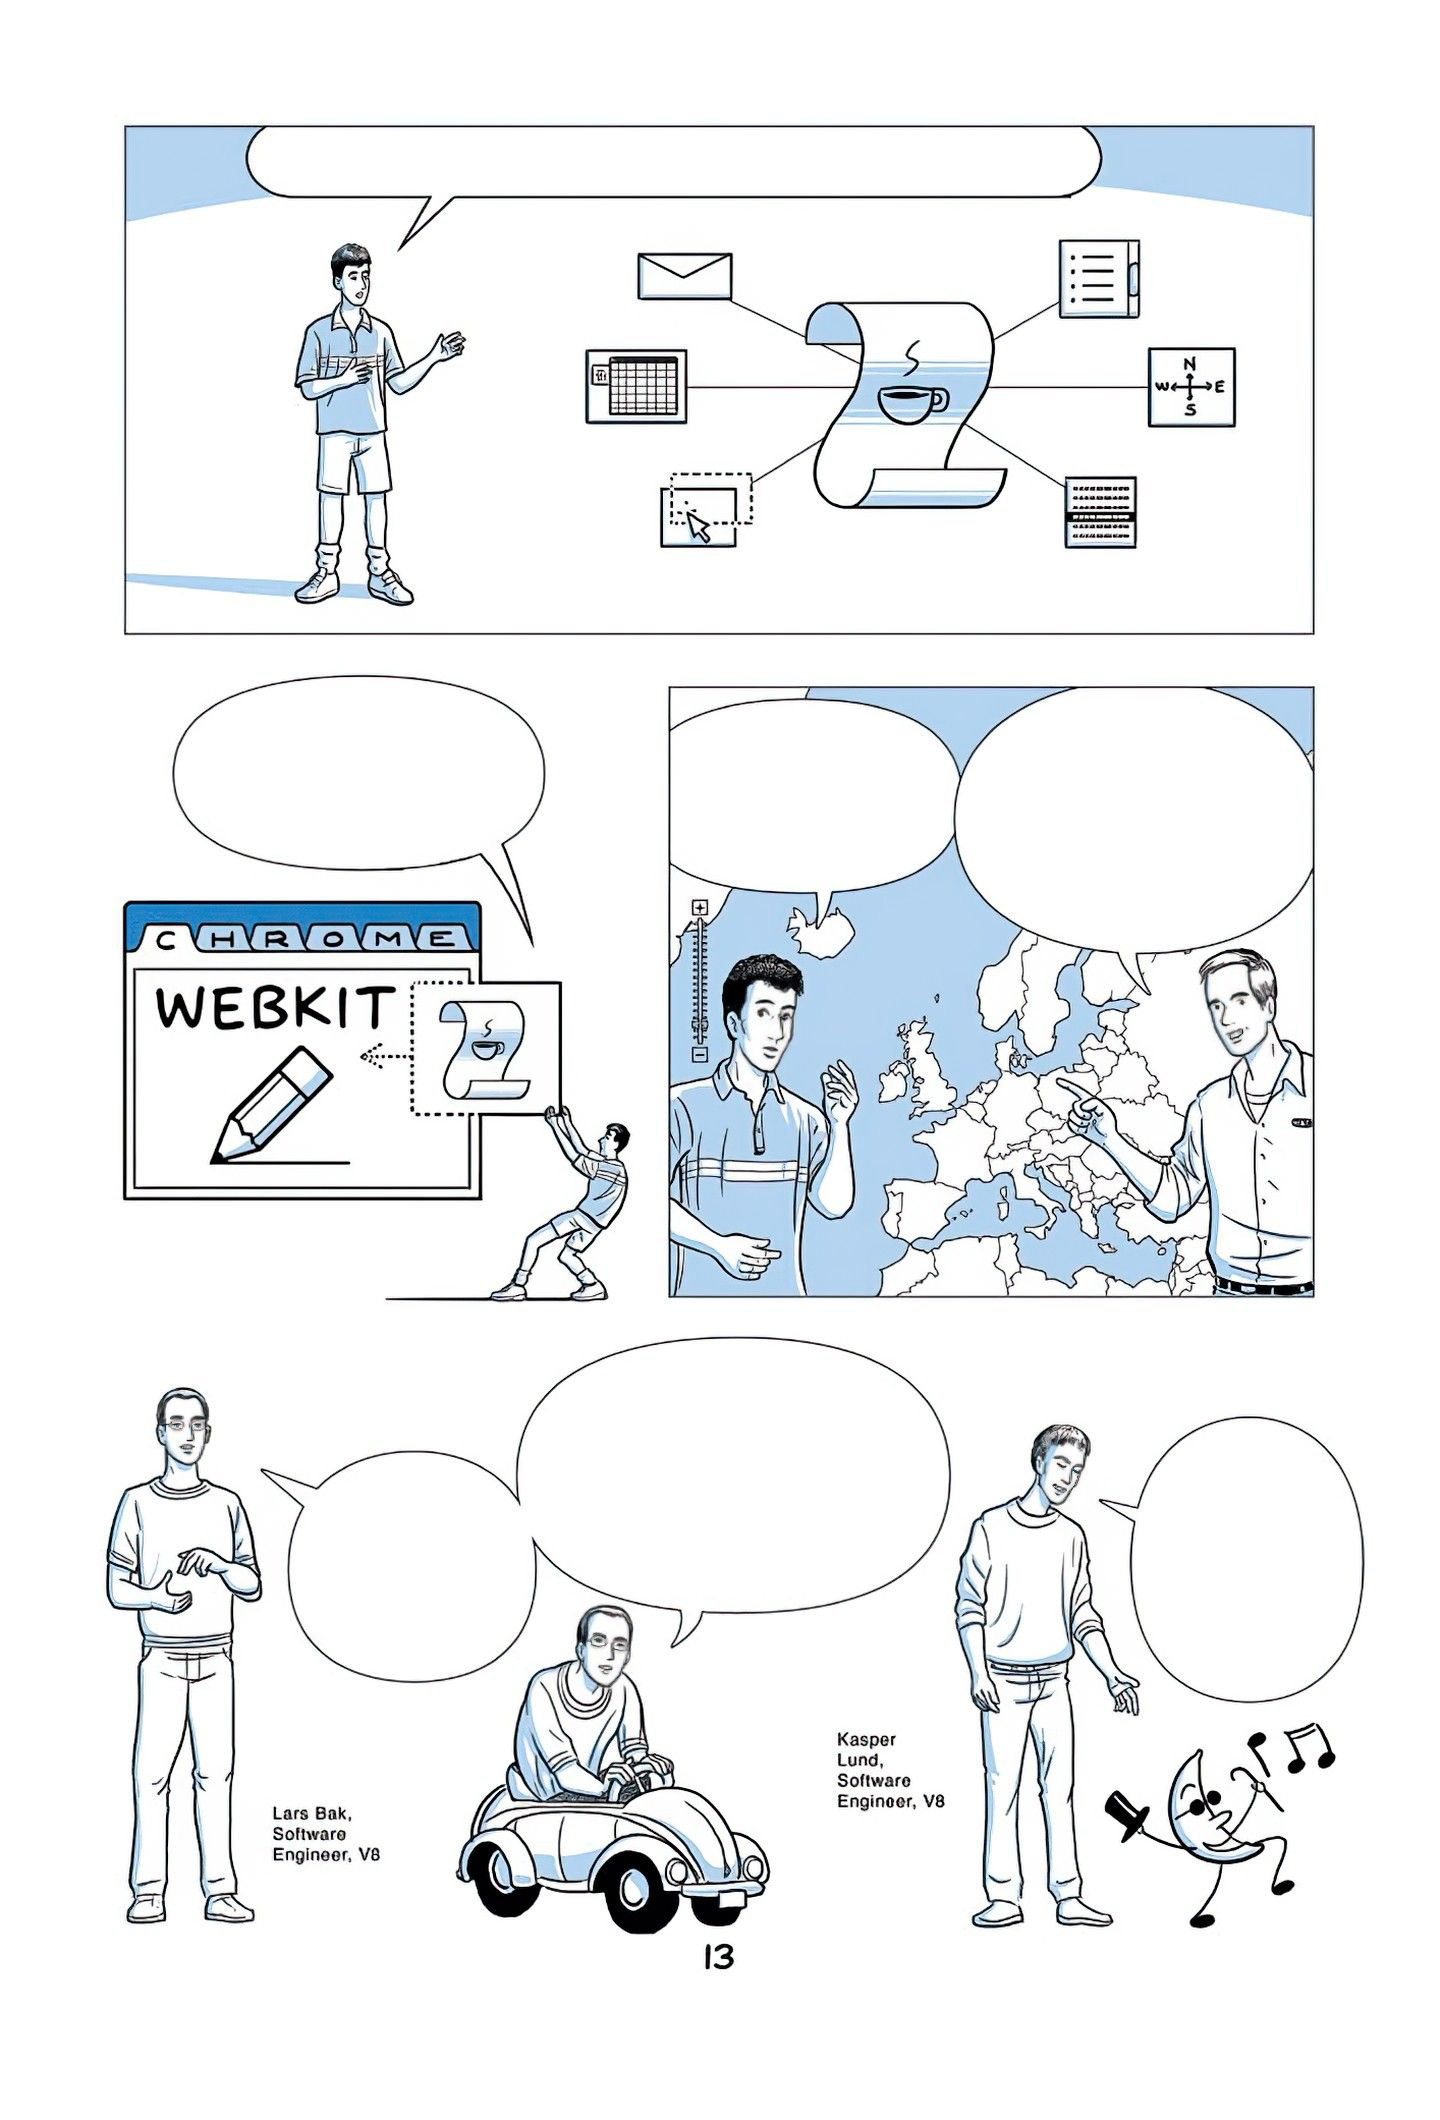 N
W E
S
CHROME
WEBKIT
Lars Bak,
Software
Engineer, V8
Kasper
Lund,
Software
Engineer, V8
13